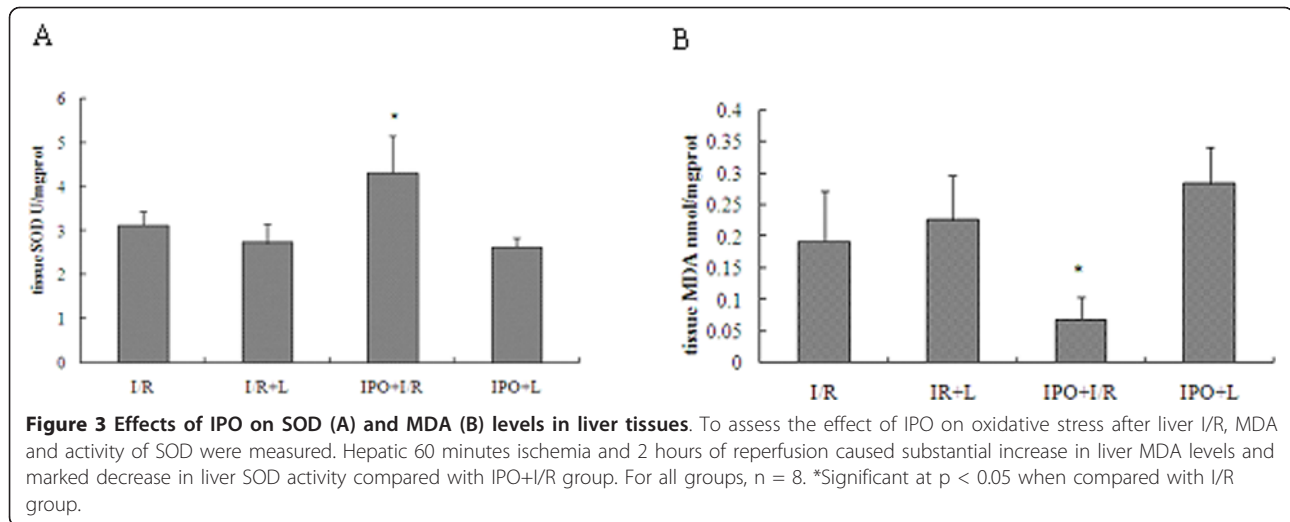 A
B
6
5
4
3
2
1
0
tissue SOD U/mgprot
*
I/R
I/R+L
IPO+I/R
IPO+L
0.4
0.35
0.3
0.25
0.2
0.15
0.1
0.05
0
tissue MDA nmol/mgprot
*
I/R
IR+L
IPO+I/R
IPO+L
Figure 3 Effects of IPO on SOD (A) and MDA (B) levels in liver tissues. To assess the effect of IPO on oxidative stress after liver I/R, MDA
and activity of SOD were measured. Hepatic 60 minutes ischemia and 2 hours of reperfusion caused substantial increase in liver MDA levels and
marked decrease in liver SOD activity compared with IPO+I/R group. For all groups, n = 8. *Significant at p < 0.05 when compared with I/R
group.